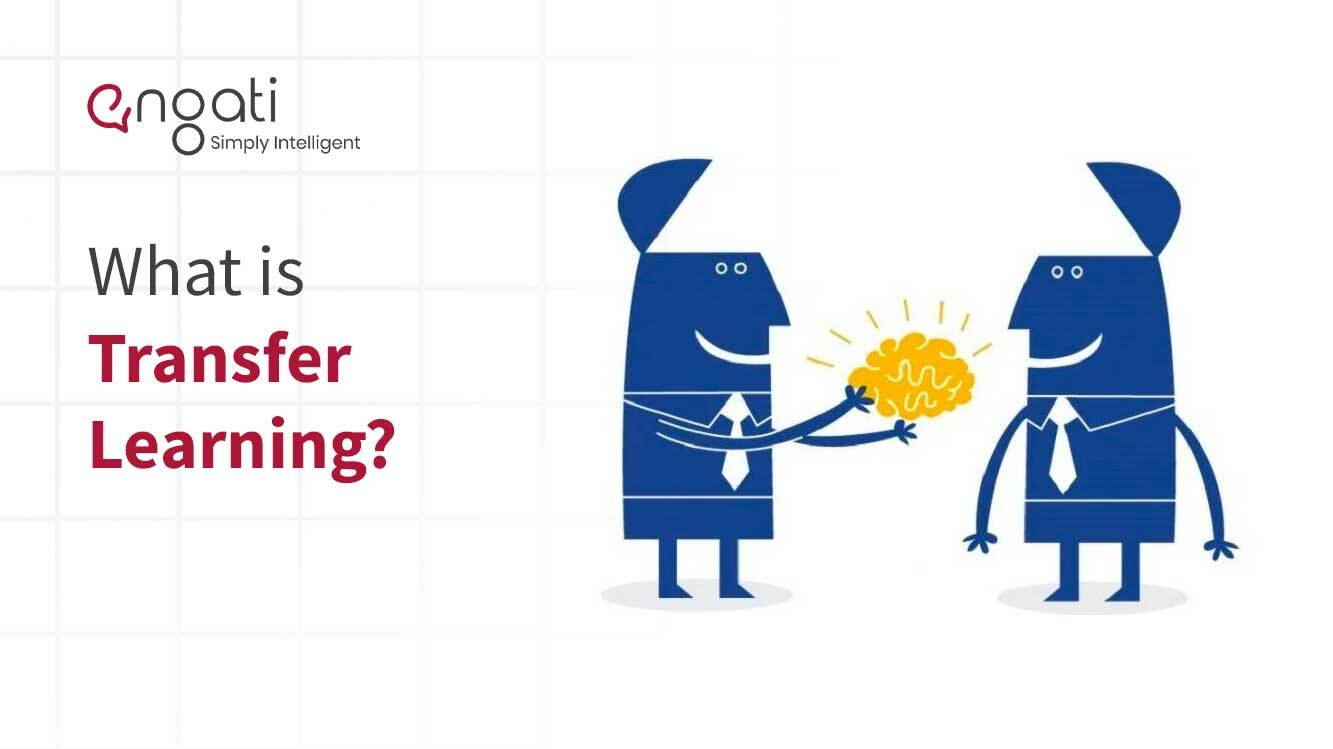 engati
Simply Intelligent
What is
Transfer
Learning?